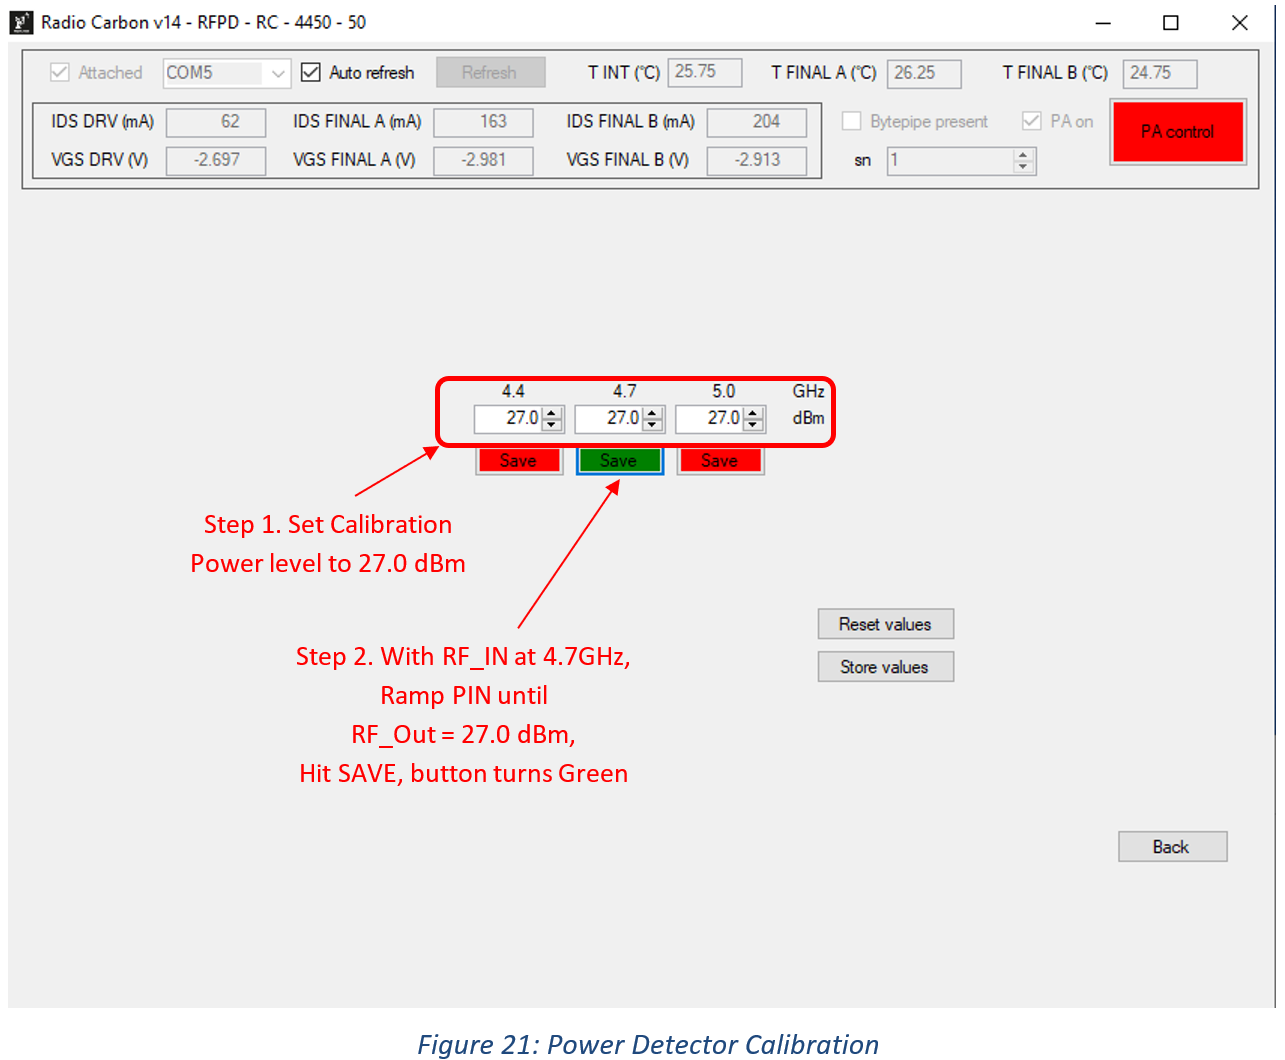 Radio Carbon v14 - RFPD - RC - 4450 - 50
Attached COM5 Auto refresh Refresh T INT (°C) 25.75 T FINAL A (°C) 26.25 T FINAL B (°C) 24.75
IDS DRV (mA) 62 IDS FINAL A (mA) 163 IDS FINAL B (mA) 204 Bytepipe present PA on PA control
VGS DRV (V) -2.697 VGS FINAL A (V) -2.981 VGS FINAL B (V) -2.913 sn 1
4.4 4.7 5.0 GHz
27.0 27.0 27.0 dBm
Save Save Save
Step 1. Set Calibration
Power level to 27.0 dBm
Step 2. With RF_IN at 4.7GHz,
Ramp PIN until
RF_Out = 27.0 dBm,
Hit SAVE, button turns Green
Reset values
Store values
Back
Figure 21: Power Detector Calibration